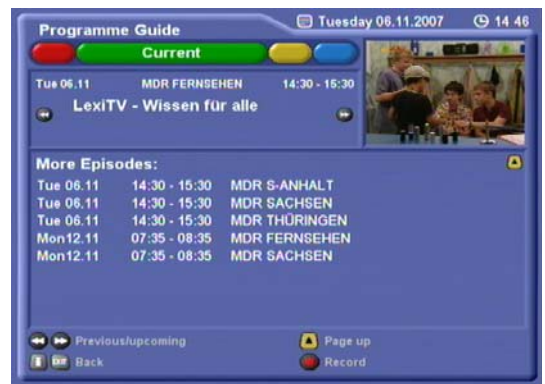 Programme Guide
Tuesday 06.11.2007 14 46
Current
Tue 06.11 MDR FERNSEHEN 14:30 - 15:30
LexiTV - Wissen für alle
More Episodes:
Tue 06.11 14:30 - 15:30 MDR S-ANHALT
Tue 06.11 14:30 - 15:30 MDR SACHSEN
Tue 06.11 14:30 - 15:30 MDR THÜRINGEN
Mon12.11 07:35 - 08:35 MDR FERNSEHEN
Mon12.11 07:35 - 08:35 MDR SACHSEN
Previous/upcoming
Page up
EXIT Back
Record